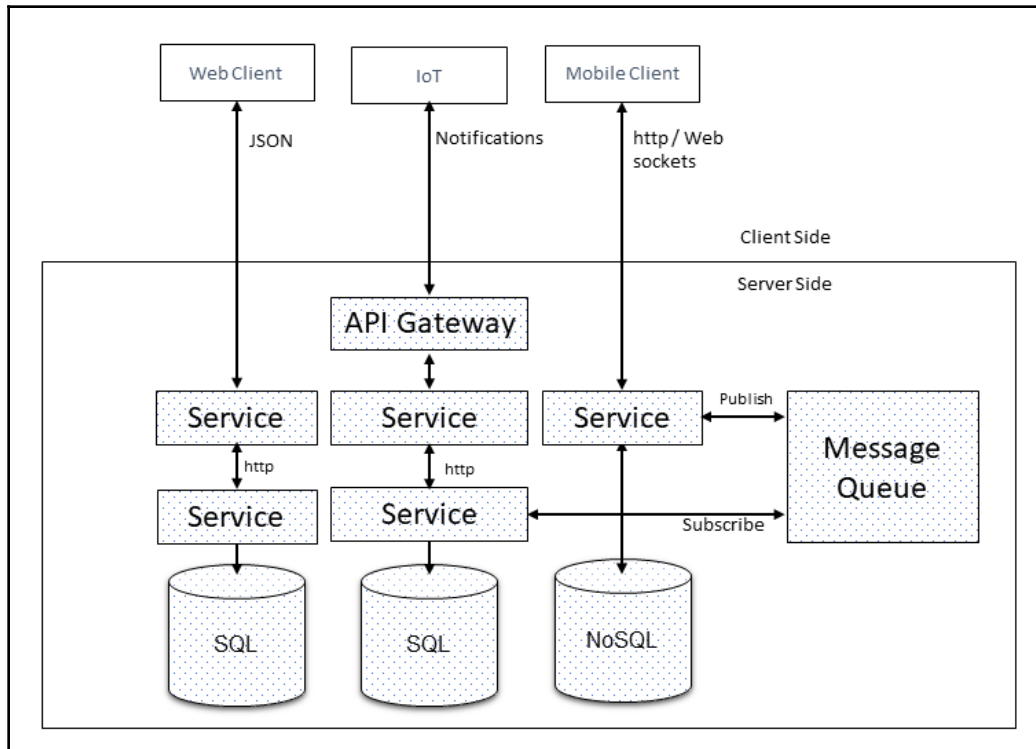 Web Client
IoT
Mobile Client
JSON
Notifications
http / Web
sockets
Client Side
Server Side
API Gateway
Service
Service
Service
Publish
Message
Queue
http
http
Service
Service
Subscribe
SQL
SQL
NoSQL